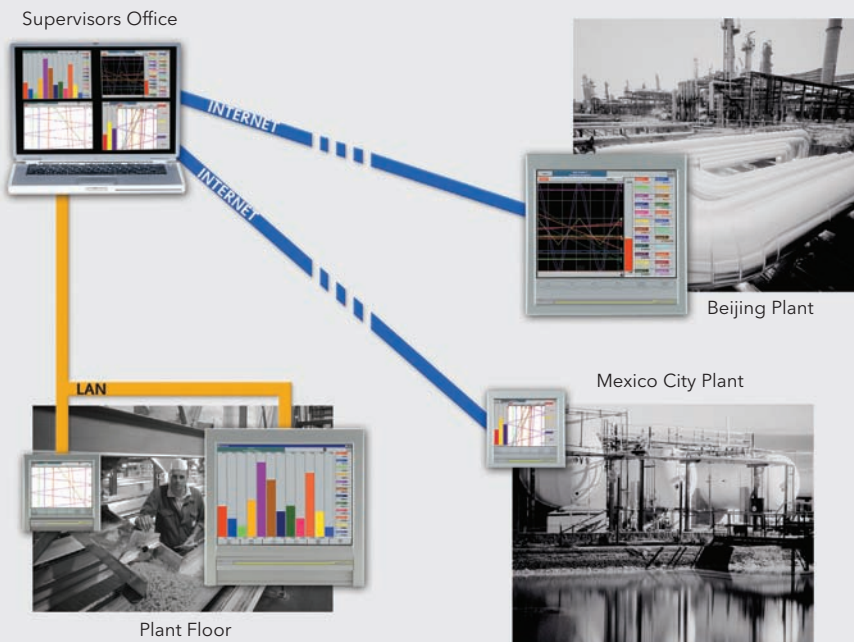 Supervisors Office
INTERNET
INTERNET
Beijing Plant
Mexico City Plant
LAN
Plant Floor